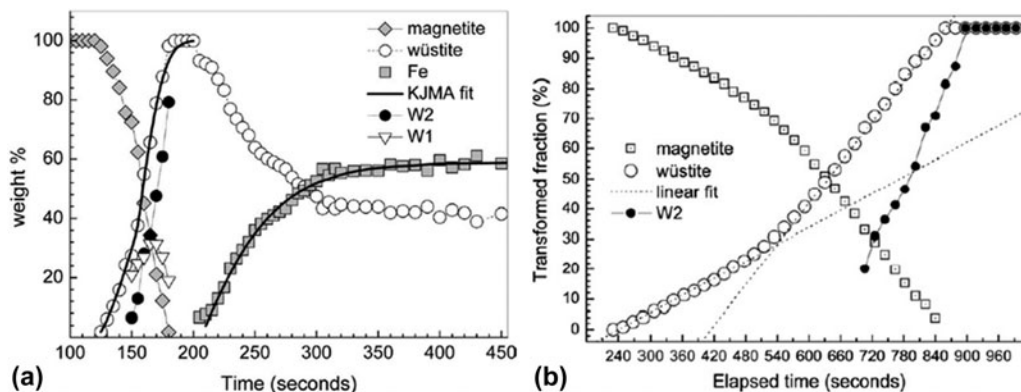 magnetite
wüstite
Fe
KJMA fit
W2
W1
weight %
100
80
60
40
20
100 150 200 250 300 350 400 450
(a)
Time (seconds)
Transformed fraction (%)
100
90
80
70
60
50
40
30
20
10
0
magnetite
wüstite
linear fit
W2
240 300 360 420 480 540 600 660 720 780 840 900 960
(b)
Elapsed time (seconds)